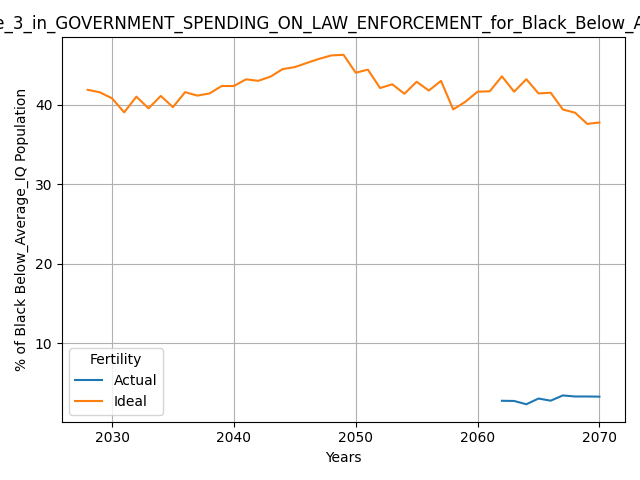 e_3_in_GOVERNMENT_SPENDING_ON_LAW_ENFORCEMENT_for_Black_Below_A
% of Black Below_Average_IQ Population
40
30
20
10
Fertility
Actual
Ideal
2030
2040
2050
2060
2070
Years